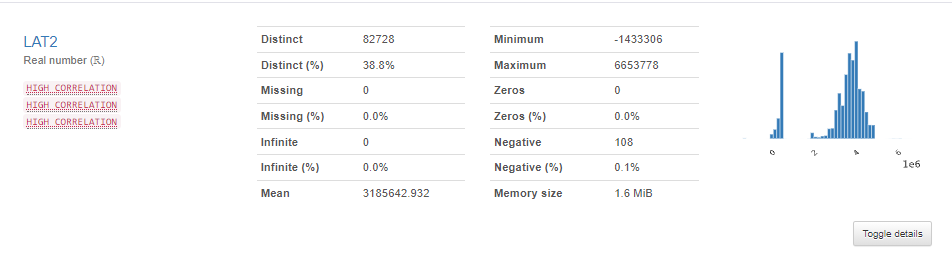 LAT2
Real number (ℝ)
HIGH CORRELATION
HIGH CORRELATION
HIGH CORRELATION
Distinct 82728
Distinct (%) 38.8%
Missing 0
Missing (%) 0.0%
Infinite 0
Infinite (%) 0.0%
Mean 3185642.932
Minimum -1433306
Maximum 6653778
Zeros 0
Zeros (%) 0.0%
Negative 108
Negative (%) 0.1%
Memory size 1.6 MiB
0 2 4 6
1e6
Toggle details